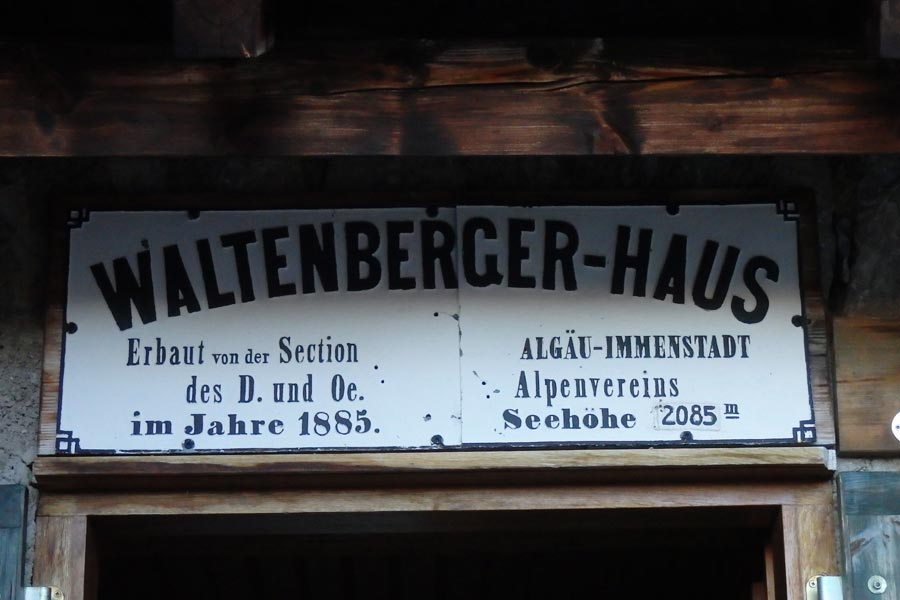 WALTENBERGER-HAUS
Erbaut von der Section ALGÄU-IMMENSTADT
des D. und Oe. Alpenvereins
im Jahre 1885. Seehöhe 2085 m